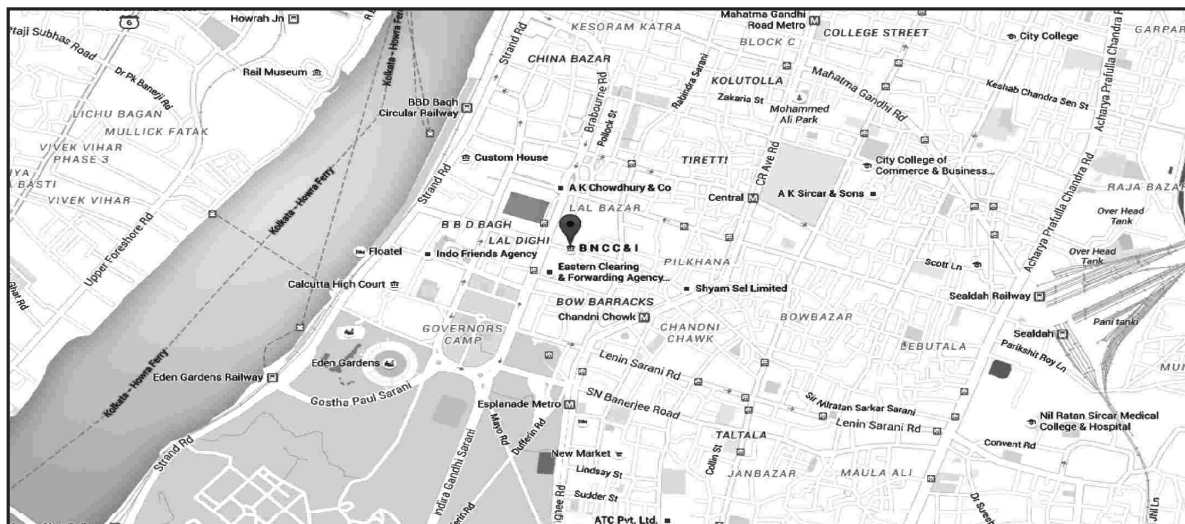 Howrah Jn
6
etaji Subhas Road
Dr Pk Banerji Rd
Rail Museum
LICHU BAGAN
MULLICK FATAK
VIVEK VIHAR
PHASE 3
A BASTI
VIVEK VIHAR
Upper Foreshore Rd
Ghat Rd
Kolkata - Howra Ferry
Kolkata - Howra Ferry
Kolkata - Howra Ferry
Strand Rd
Strand Rd
Strand Rd
KESORAM KATRA
CHINA BAZAR
BBD Bagh
Circular Railway
Custom House
Brabourne Rd
Pollock St
Rabindra Sarani
Mahatma Gandhi
Road Metro
BLOCK C
COLLEGE STREET
City College
GARPAR
KOLUTOLLA
Zakaria St
Mahatma Gandhi Rd
Keshab Chandra Sen St
Mohammed
Ali Park
Acharya Prafulla Chandra Rd
Acharya Prafulla Chandra Rd
TIRETTI
CR Ave Rd
City College of
Commerce & Business...
RAJA BAZAR
A K Chowdhury & Co
Central
A K Sircar & Sons
LAL BAZAR
B B D BAGH
LAL DIGHI
BNCC&I
Over Head
Tank
Over Head
Tank
Floatel
Indo Friends Agency
PILKHANA
Scott Ln
Eastern Clearing
& Forwarding Agency...
Calcutta High Court
Shyam Sel Limited
Sealdah Railway
BOW BARRACKS
Chandni Chowk
BOWBAZAR
Pani tanki
GOVERNORS
CAMP
CHANDNI
CHAWK
Sealdah
LEBUTALA
Parikshit Roy Ln
Eden Gardens
Lenin Sarani Rd
Eden Gardens Railway
Gostha Paul Sarani
Esplanade Metro
SN Banerjee Road
Sir Nilratan Sarkar Sarani
Lenin Sarani Rd
Nil Ratan Sircar Medical
College & Hospital
Mayo Rd
Dufferin Rd
Indira Gandhi Sarani
TALTALA
Collin St
Convent Rd
New Market
Lindsay St
JANBAZAR
MAULA ALI
Sudder St
ATC Pvt. Ltd.